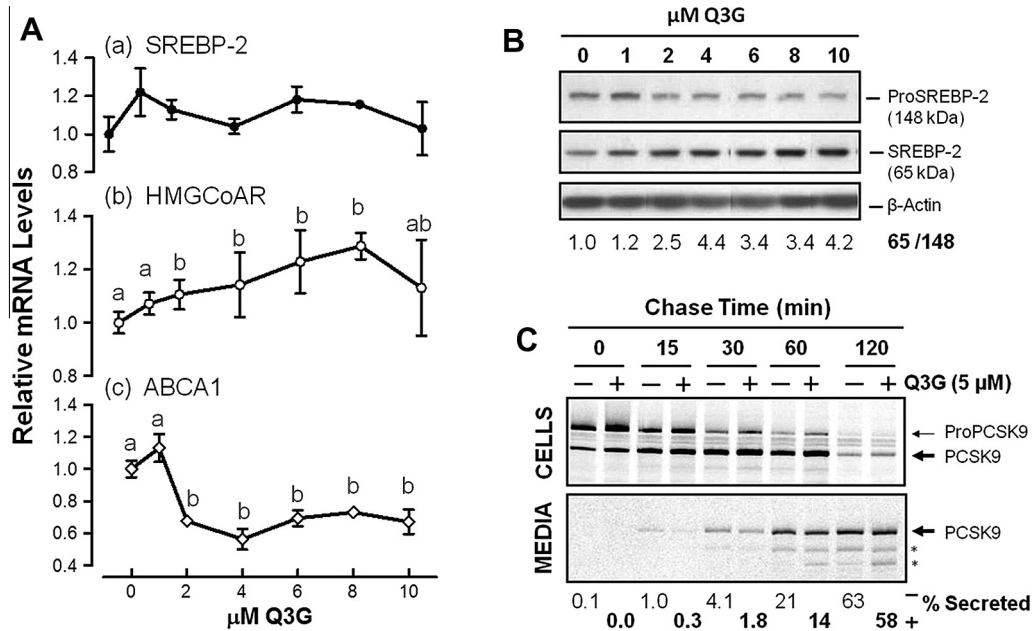 A
Relative mRNA Levels
(a) SREBP-2
1.4
1.2
1.0
0.8
(b) HMGCoAR
1.4
1.2
1.0
0.8
a a b b b b ab
(c) ABCA1
1.4
1.2
1.0
0.8
0.6
0.4
a a b b b b b
0 2 4 6 8 10
µM Q3G
B
µM Q3G
0 1 2 4 6 8 10
ProSREBP-2
(148 kDa)
SREBP-2
(65 kDa)
β-Actin
1.0 1.2 2.5 4.4 3.4 3.4 4.2 65 /148
C
Chase Time (min)
0 15 30 60 120
– + – + – + – + – + Q3G (5 µM)
CELLS
ProPCSK9
PCSK9
MEDIA
PCSK9
*
*
0.1 1.0 4.1 21 63 –
% Secreted
0.0 0.3 1.8 14 58 +